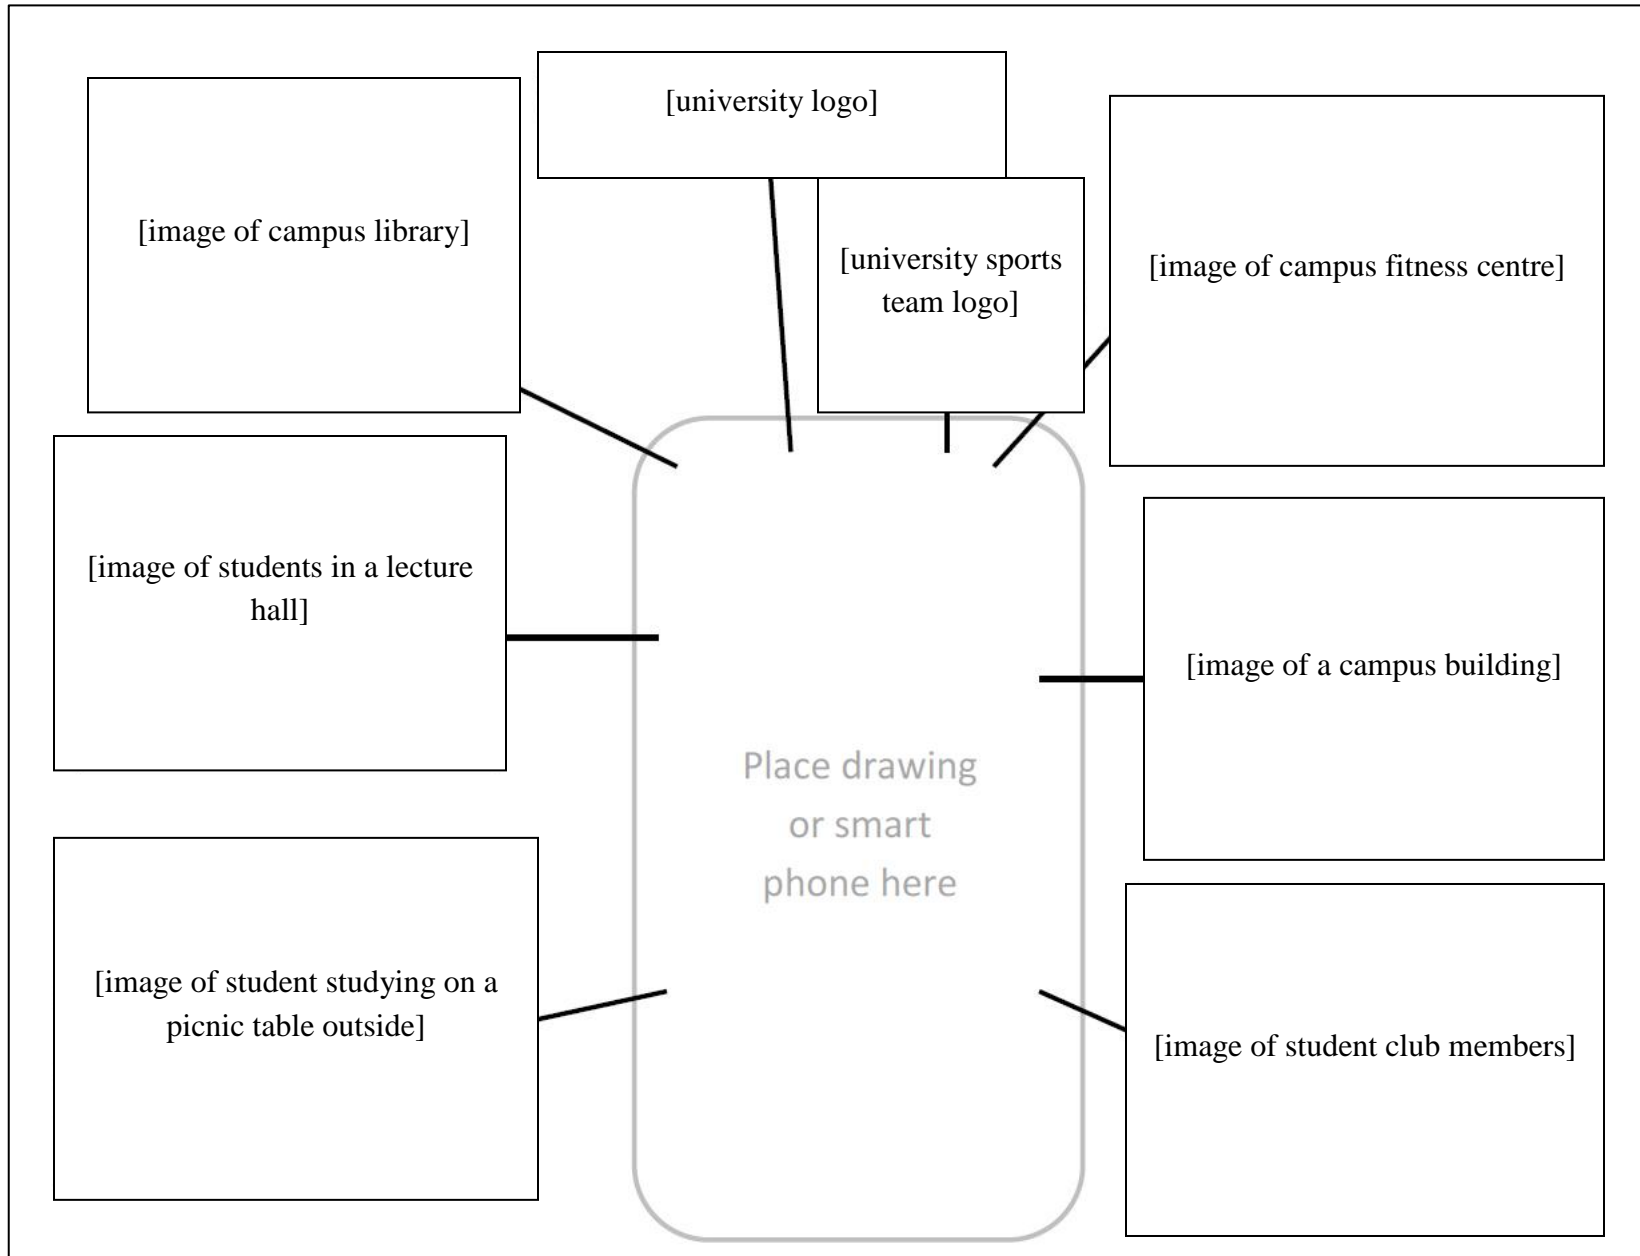 [university logo]
[image of campus library]
[university sports
team logo]
[image of campus fitness centre]
[image of students in a lecture
hall]
[image of a campus building]
Place drawing
or smart
phone here
[image of student studying on a
picnic table outside]
[image of student club members]